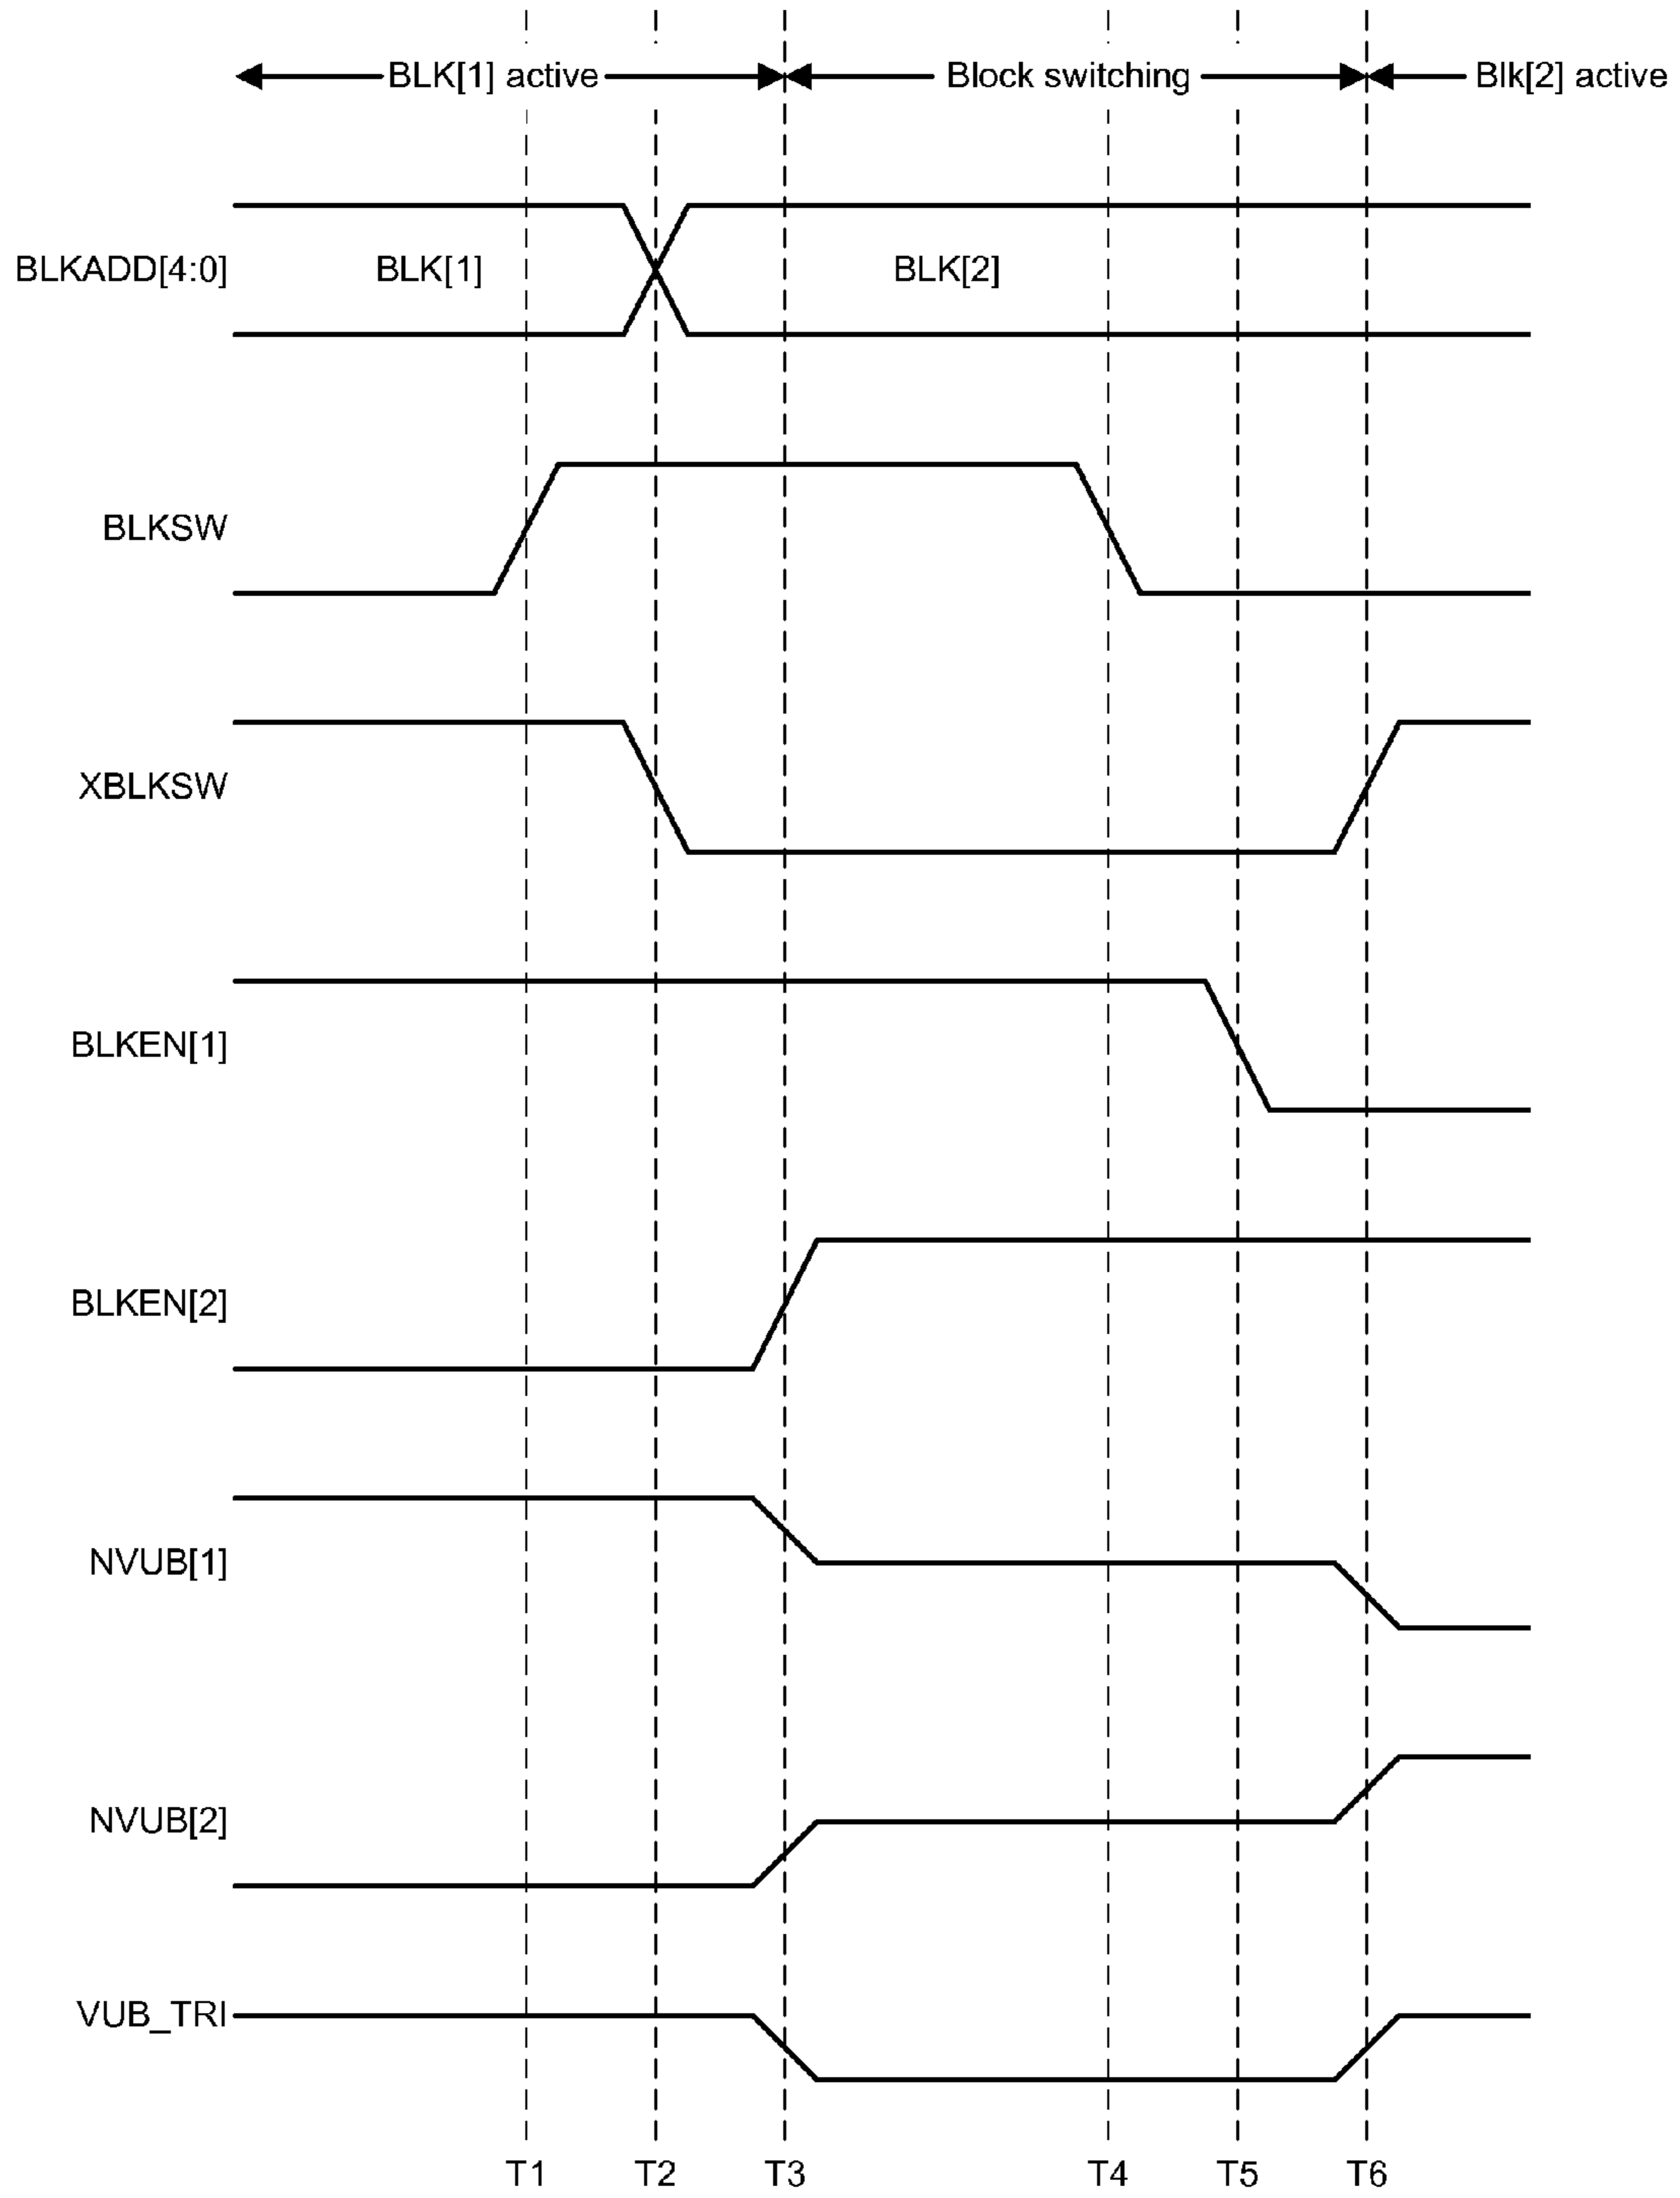 BLK[1] active Block switching Blk[2] active
BLKADD[4:0] BLK[1] BLK[2]
BLKSW
XBLKSW
BLKEN[1]
BLKEN[2]
NVUB[1]
NVUB[2]
VUB_TRI
T1 T2 T3 T4 T5 T6